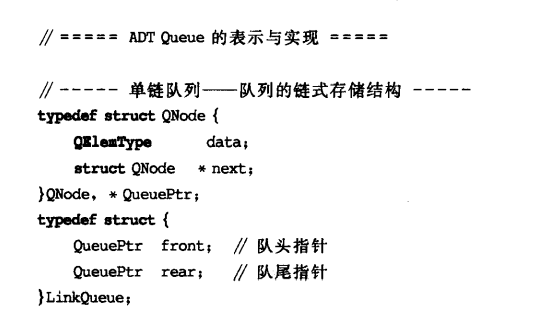 // ===== ADT Queue 的表示与实现 =====
// ----- 单链队列——队列的链式存储结构 -----
typedef struct QNode {
QElemType data;
struct QNode * next;
}QNode, * QueuePtr;
typedef struct {
QueuePtr front; // 队头指针
QueuePtr rear; // 队尾指针
}LinkQueue;